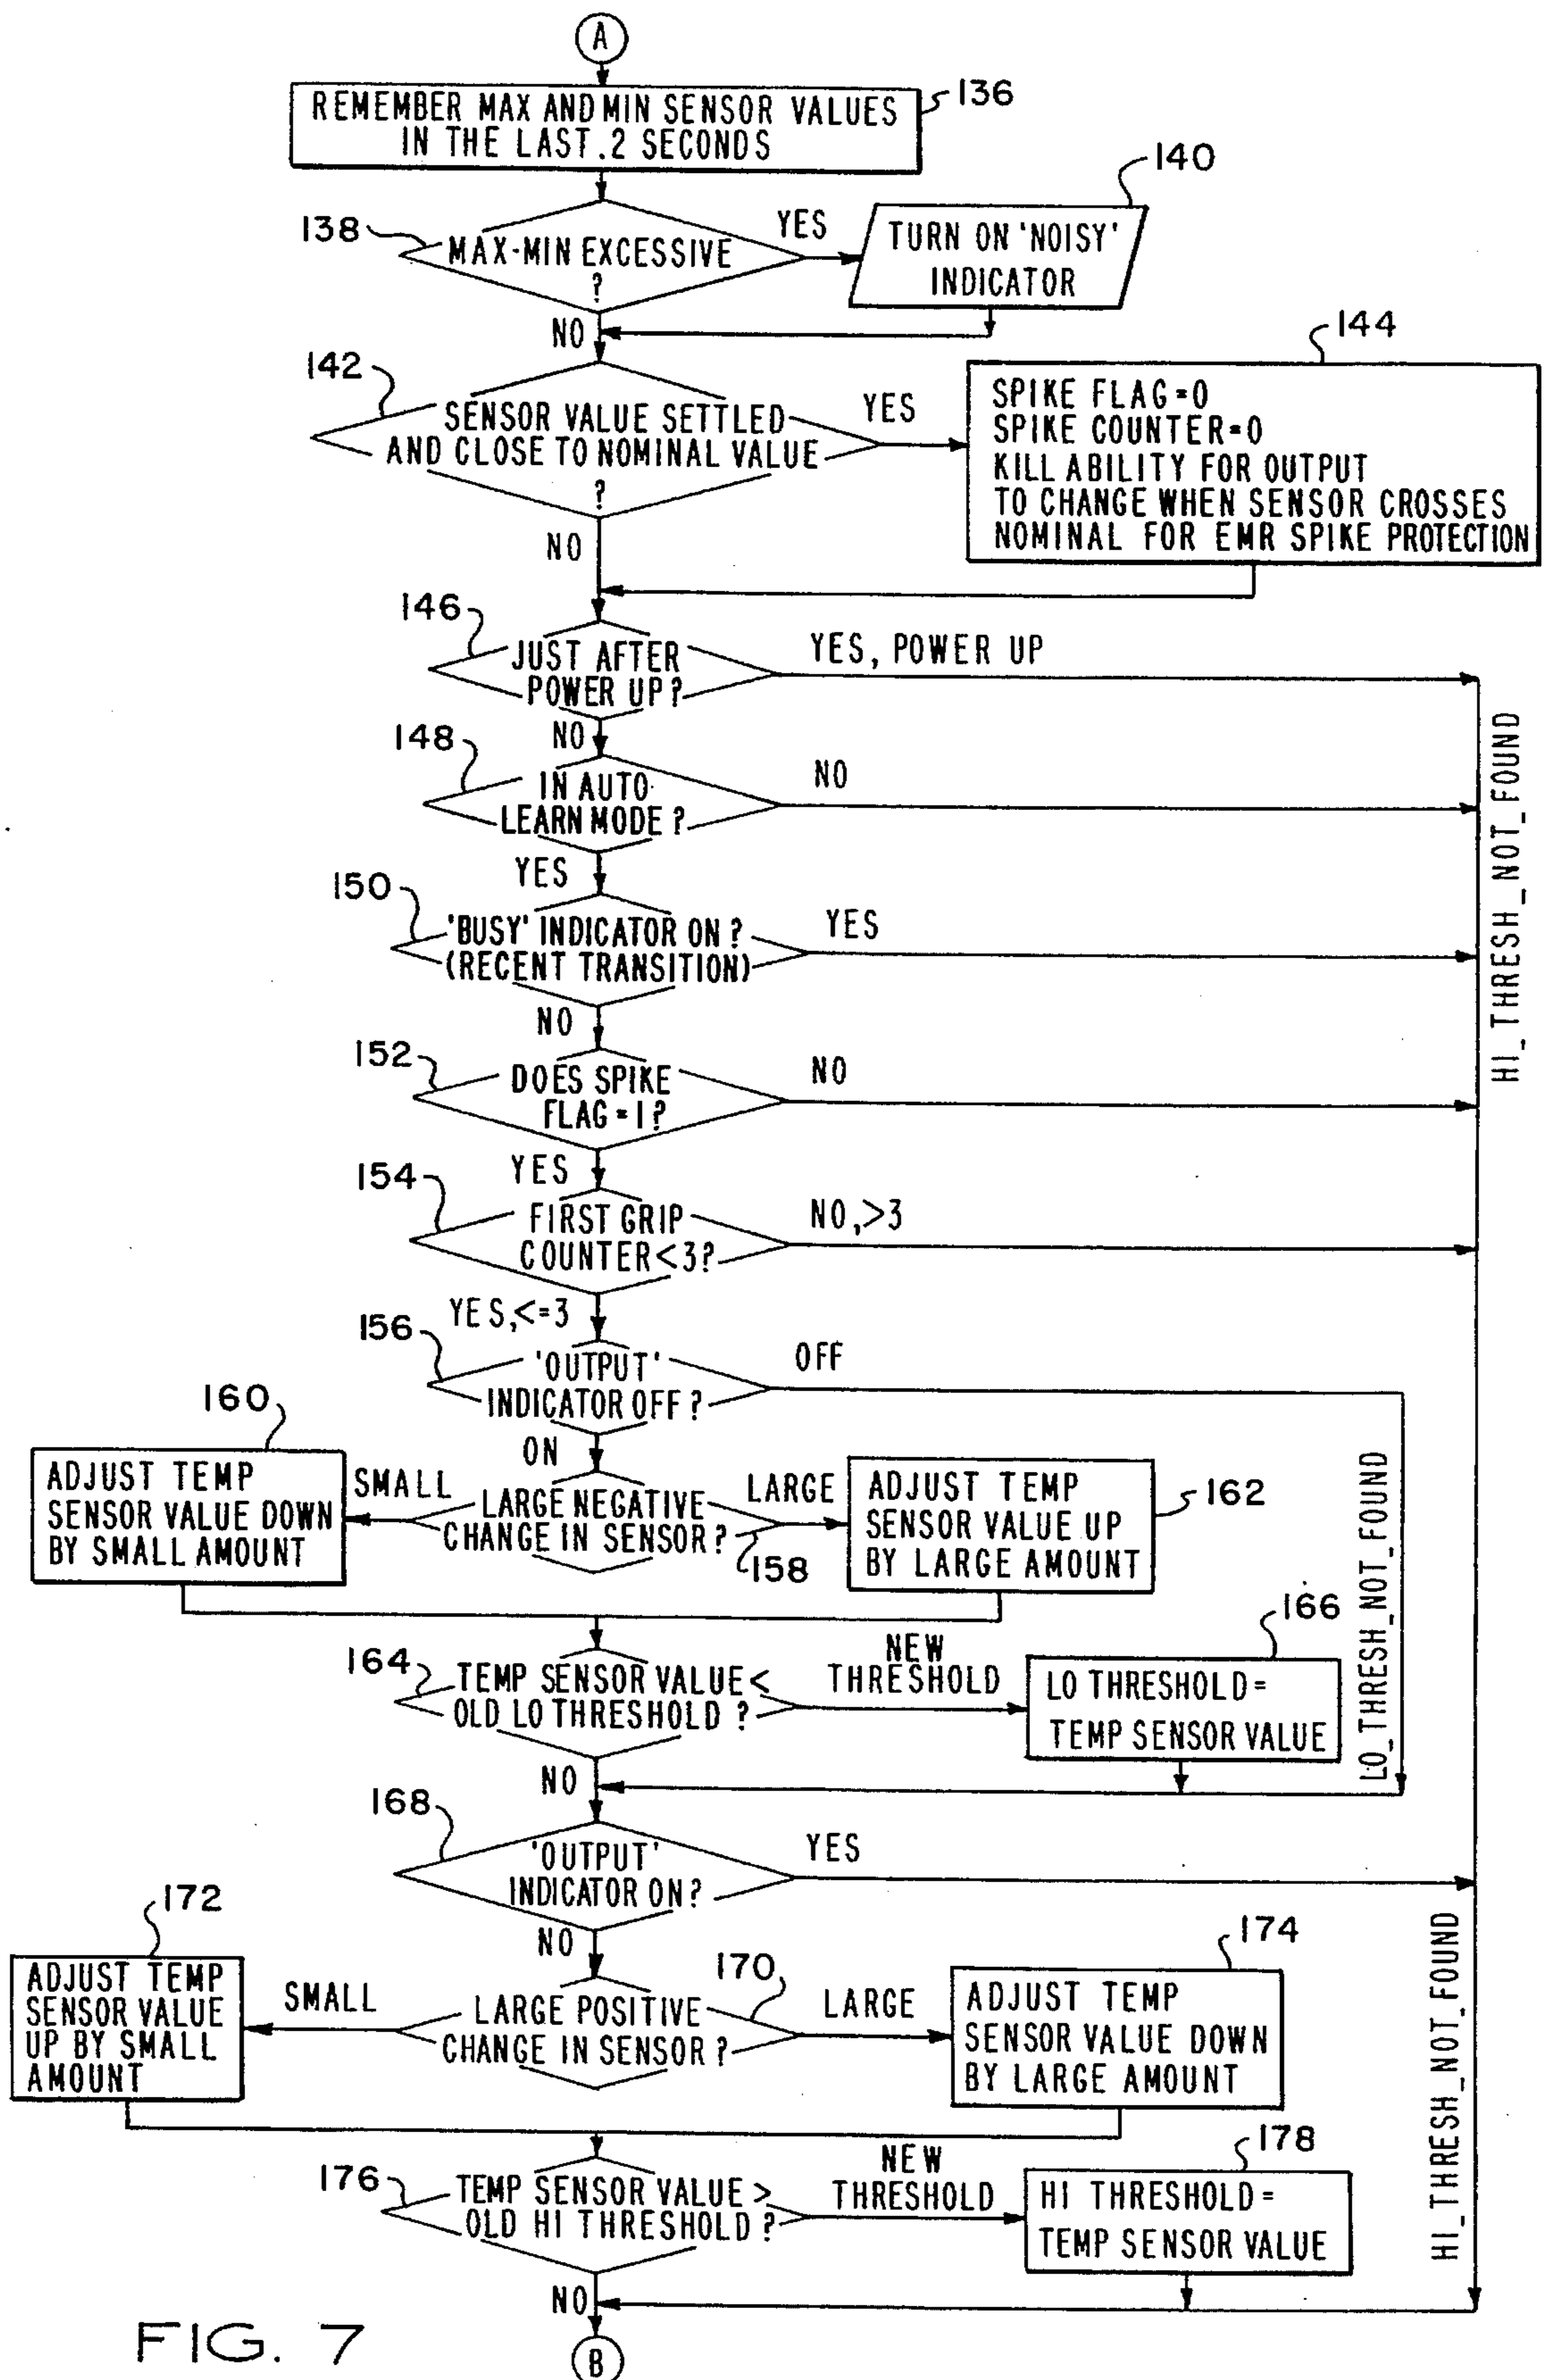 A
REMEMBER MAX AND MIN SENSOR VALUES
IN THE LAST .2 SECONDS
136
138
MAX-MIN EXCESSIVE
?
YES
140
TURN ON 'NOISY'
INDICATOR
NO
142
SENSOR VALUE SETTLED
AND CLOSE TO NOMINAL VALUE
?
YES
144
SPIKE FLAG=0
SPIKE COUNTER=0
KILL ABILITY FOR OUTPUT
TO CHANGE WHEN SENSOR CROSSES
NOMINAL FOR EMR SPIKE PROTECTION
NO
146
JUST AFTER
POWER UP?
YES, POWER UP
NO
148
IN AUTO
LEARN MODE?
NO
HI_THRESH_NOT_FOUND
YES
150
'BUSY' INDICATOR ON?
(RECENT TRANSITION)
YES
NO
152
DOES SPIKE
FLAG=1?
NO
YES
154
FIRST GRIP
COUNTER<3?
NO,>3
YES,<=3
156
'OUTPUT'
INDICATOR OFF?
OFF
ON
160
ADJUST TEMP
SENSOR VALUE DOWN
BY SMALL AMOUNT
SMALL
LARGE NEGATIVE
CHANGE IN SENSOR?
158
LARGE
ADJUST TEMP
SENSOR VALUE UP
BY LARGE AMOUNT
162
LO_THRESH_NOT_FOUND
164
TEMP SENSOR VALUE<
OLD LO THRESHOLD?
NEW
THRESHOLD
166
LO THRESHOLD=
TEMP SENSOR VALUE
NO
168
'OUTPUT'
INDICATOR ON?
YES
NO
172
ADJUST TEMP
SENSOR VALUE
UP BY SMALL
AMOUNT
SMALL
LARGE POSITIVE
CHANGE IN SENSOR?
170
LARGE
174
ADJUST TEMP
SENSOR VALUE DOWN
BY LARGE AMOUNT
HI_THRESH_NOT_FOUND
176
TEMP SENSOR VALUE>
OLD HI THRESHOLD?
NEW
THRESHOLD
178
HI THRESHOLD=
TEMP SENSOR VALUE
NO
B
FIG. 7